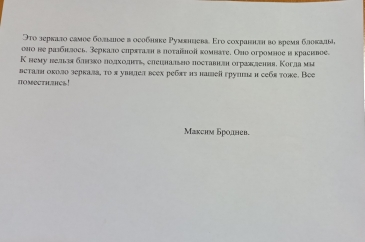 Это зеркало самое большое в особняке Румянцева. Его сохранили во время блокады,
оно не разбилось. Зеркало спрятали в потайной комнате. Оно огромное и красивое.
К нему нельзя близко подходить, специально поставили ограждения. Когда мы
встали около зеркала, то я увидел всех ребят из нашей группы и себя тоже. Все
поместились!
Максим Броднев.